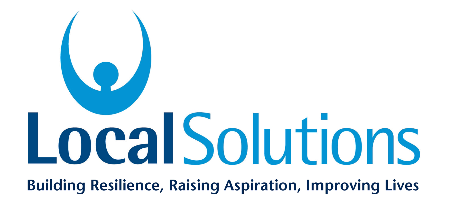 LocalSolutions
Building Resilience, Raising Aspiration, Improving Lives